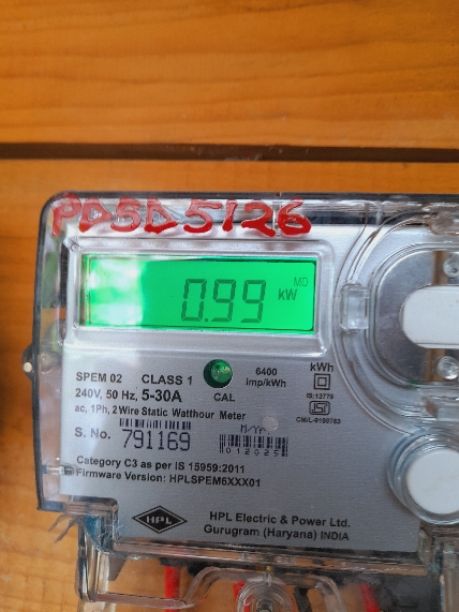 PD5D5126
MD
0.99 kW
SPEM 02 CLASS 1
6400 imp/kWh
kWh
240V, 50 Hz, 5-30A
CAL
IS:13779
ac, 1Ph, 2 Wire Static Watthour Meter
S. No. 791169
M/YR
012025
Category C3 as per IS 15959:2011
Firmware Version: HPLSPEM6XXX01
HPL
HPL Electric & Power Ltd.
Gurugram (Haryana) INDIA